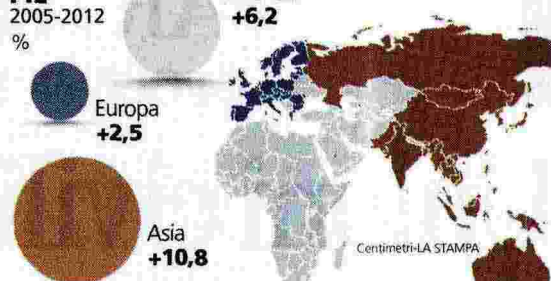 2005-2012
%
+6,2
Europa
+2,5
Asia
+10,8
Centimetri-LA STAMPA